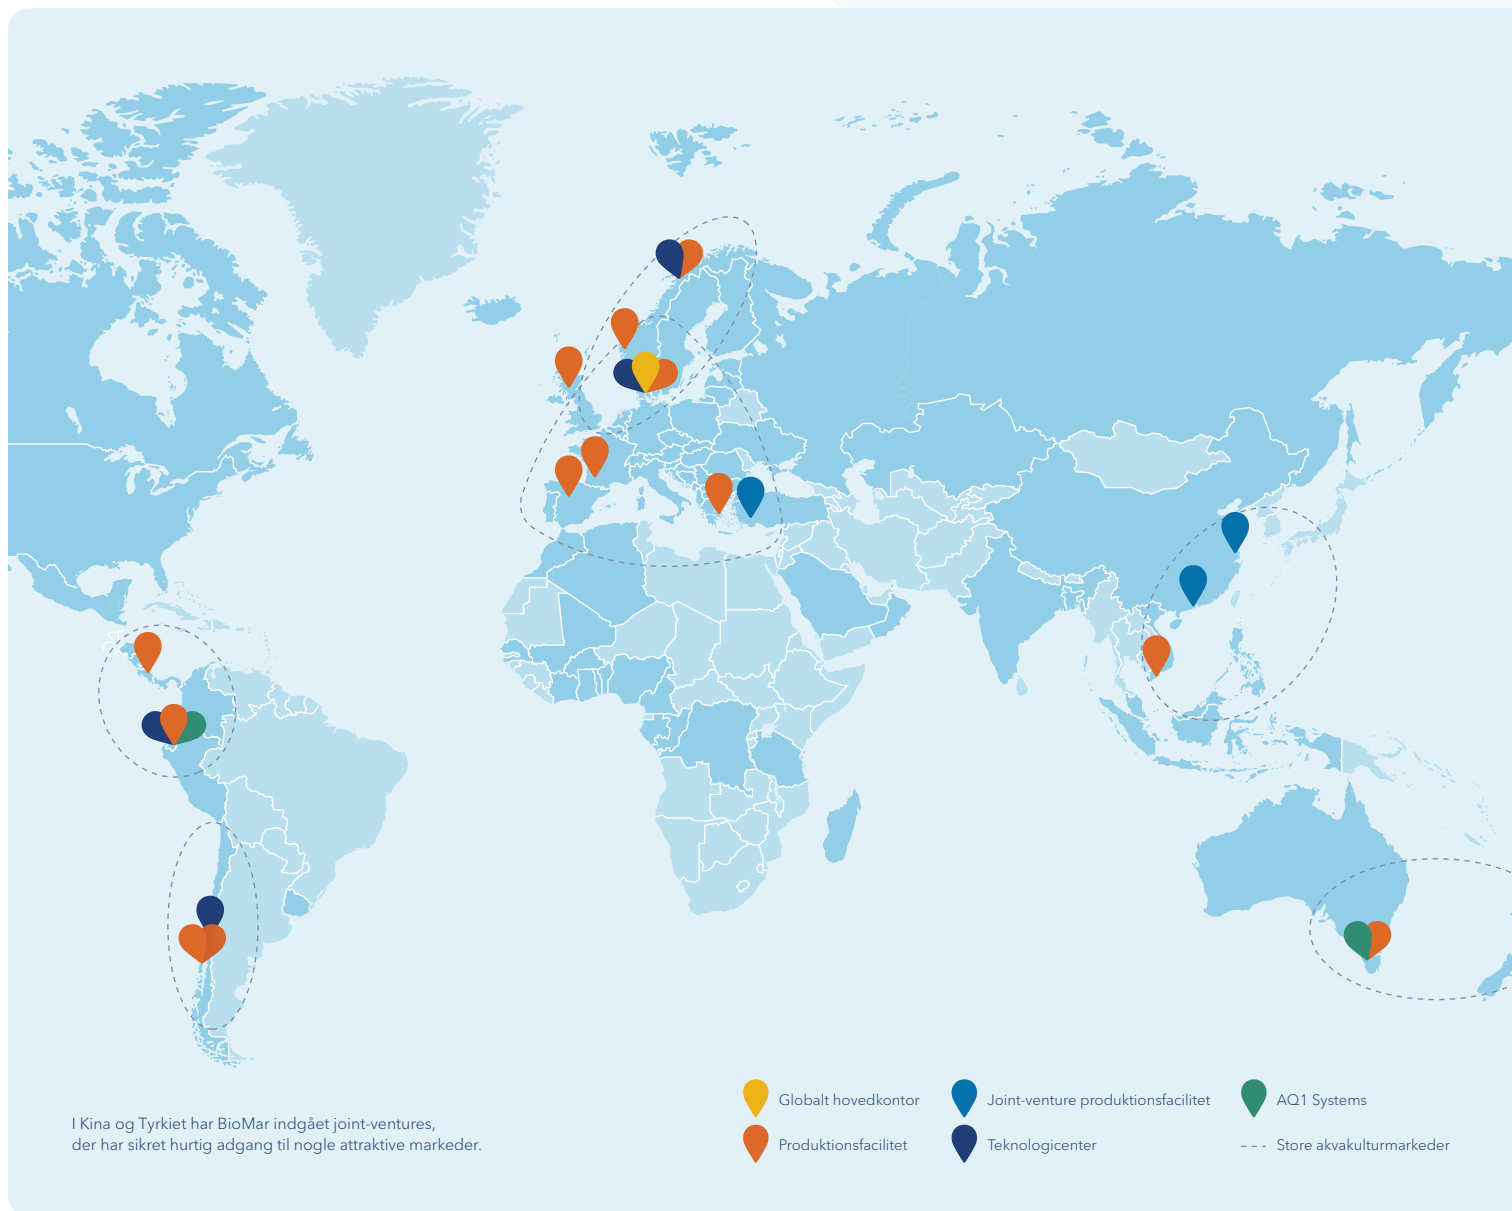 I Kina og Tyrkiet har BioMar indgået joint-ventures,
der har sikret hurtig adgang til nogle attraktive markeder.
Globalt hovedkontor
Joint-venture produktionsfacilitet
AQ1 Systems
Produktionsfacilitet
Teknologicenter
Store akvakulturmarkeder